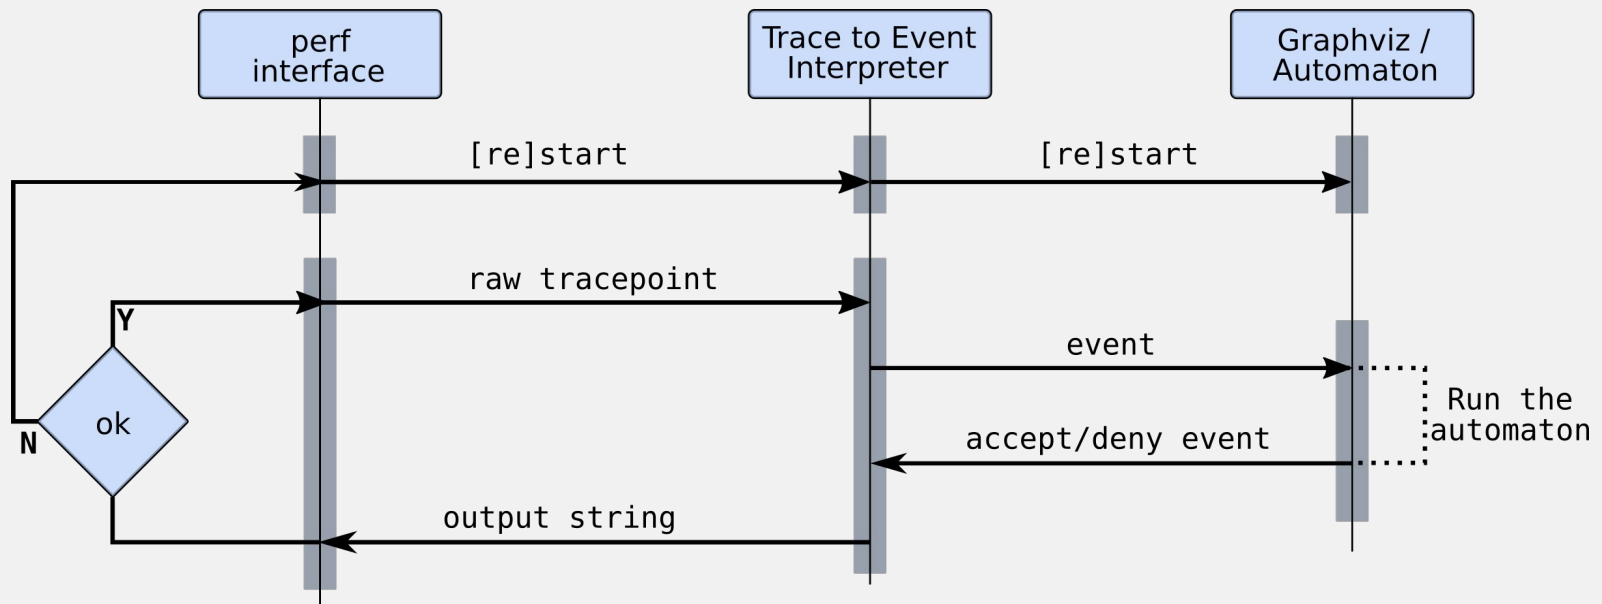 perf
interface
Trace to Event
Interpreter
Graphviz /
Automaton
[re]start
[re]start
raw tracepoint
Y
event
Run the
automaton
ok
N
accept/deny event
output string